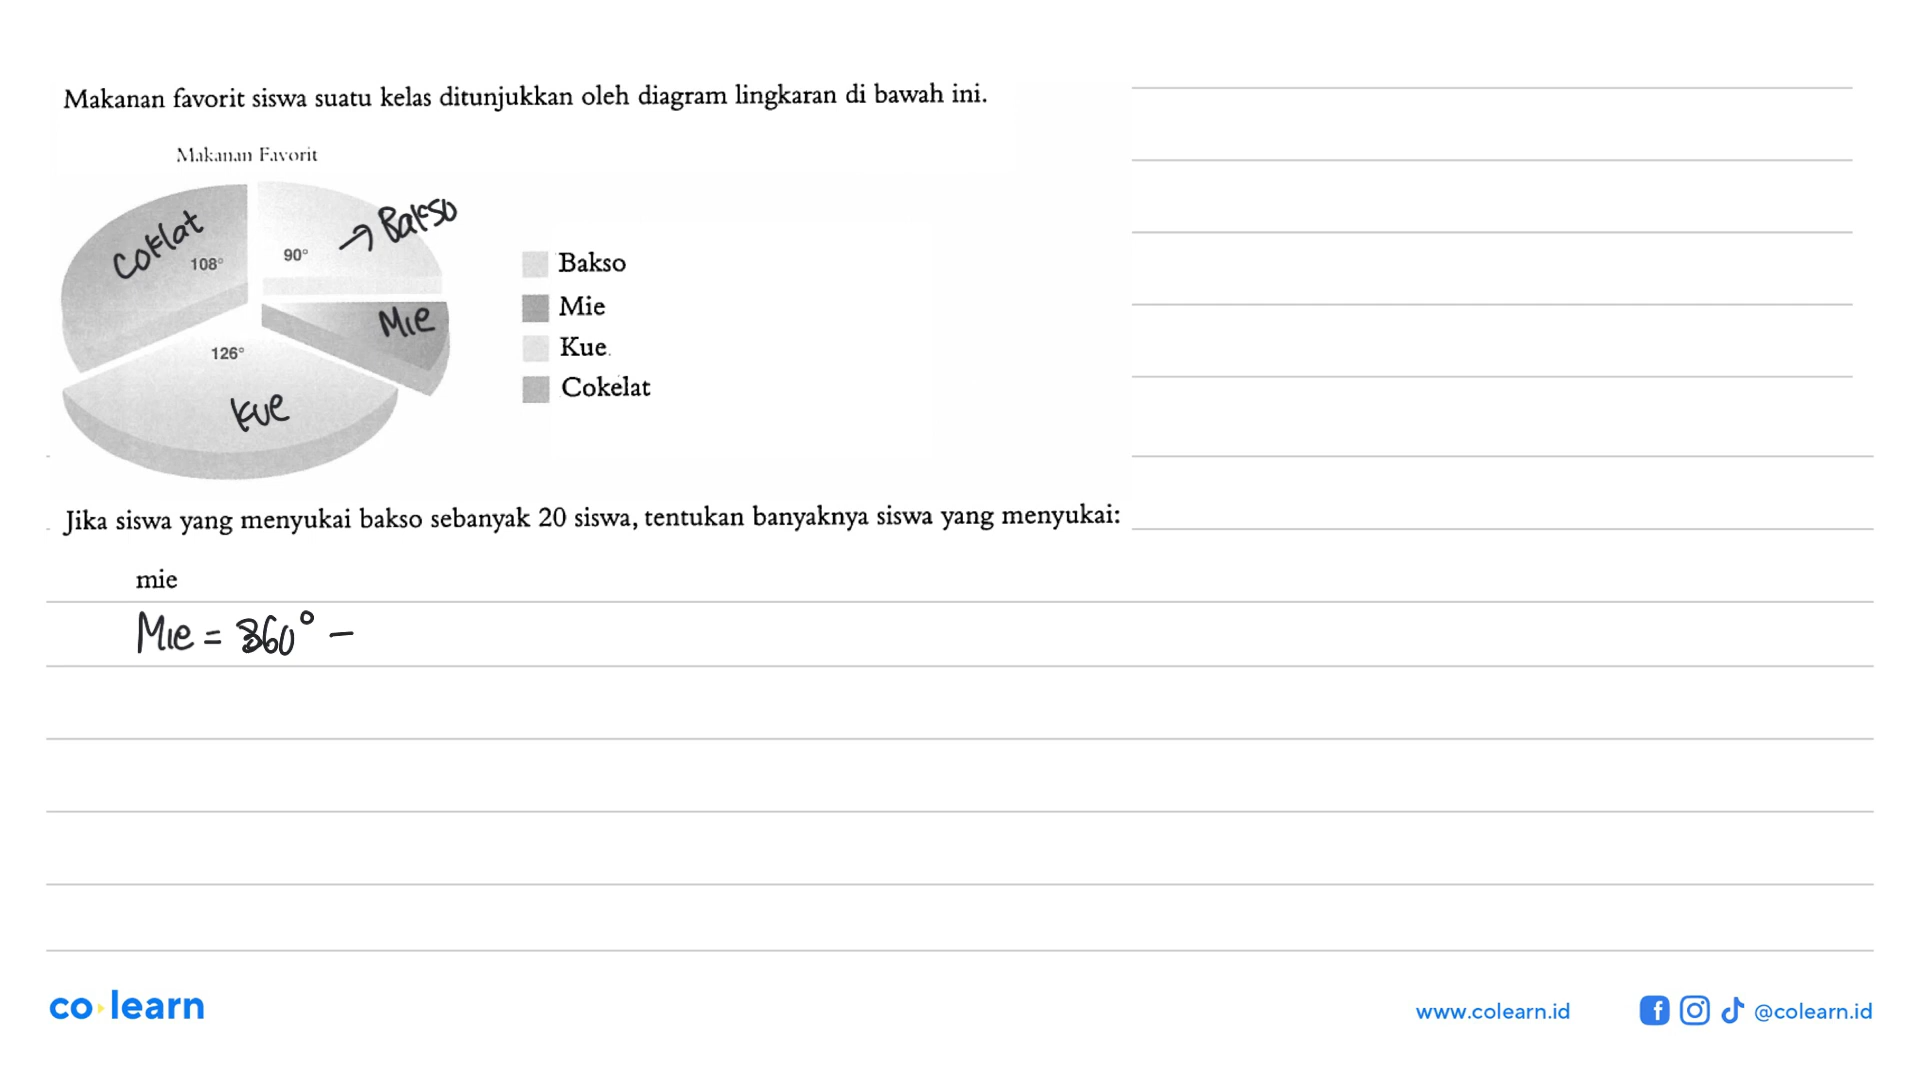 Makanan favorit siswa suatu kelas ditunjukkan oleh diagram lingkaran di bawah ini.
Makanan Favorit
Coklat
108°
90°
→ Bakso
Mie
126°
Kue
Bakso
Mie
Kue
Cokelat
Jika siswa yang menyukai bakso sebanyak 20 siswa, tentukan banyaknya siswa yang menyukai:
mie
Mie = 360° −
co learn
www.colearn.id
@colearn.id